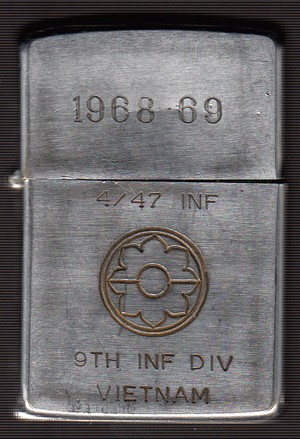 1968 69
4/47 INF
9TH INF DIV
VIETNAM